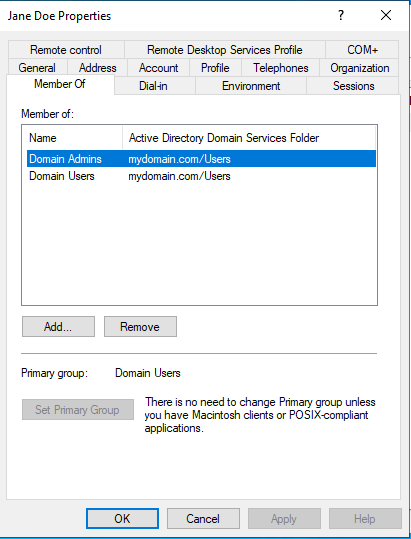 Jane Doe Properties
Remote control Remote Desktop Services Profile COM+
General Address Account Profile Telephones Organization
Member Of Dial-in Environment Sessions
Member of:
Name Active Directory Domain Services Folder
Domain Admins mydomain.com/Users
Domain Users mydomain.com/Users
Add... Remove
Primary group: Domain Users
Set Primary Group
There is no need to change Primary group unless
you have Macintosh clients or POSIX-compliant
applications.
OK Cancel Apply Help